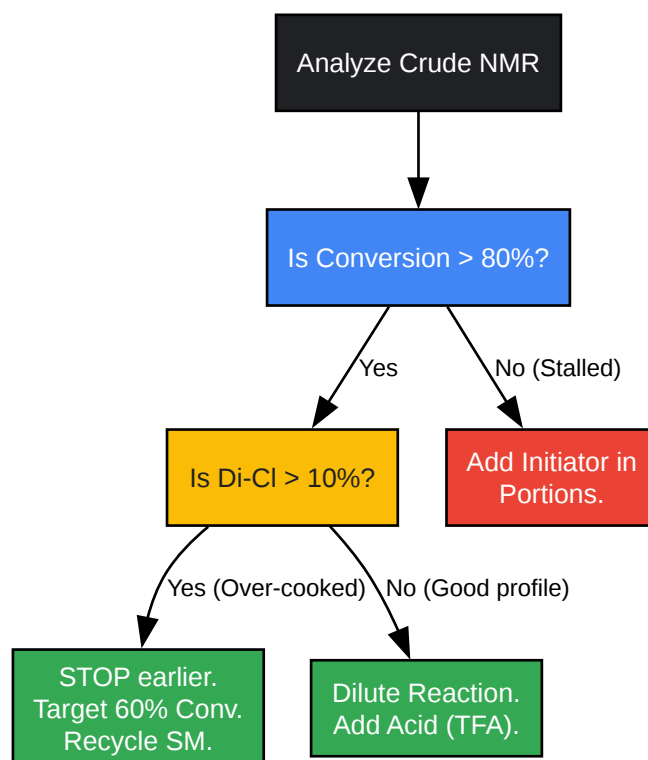 Analyze Crude NMR
Is Conversion > 80%?
Yes
No (Stalled)
Is Di-Cl > 10%?
Add Initiator in
Portions.
Yes (Over-cooked)
No (Good profile)
STOP earlier.
Target 60% Conv.
Recycle SM.
Dilute Reaction.
Add Acid (TFA).